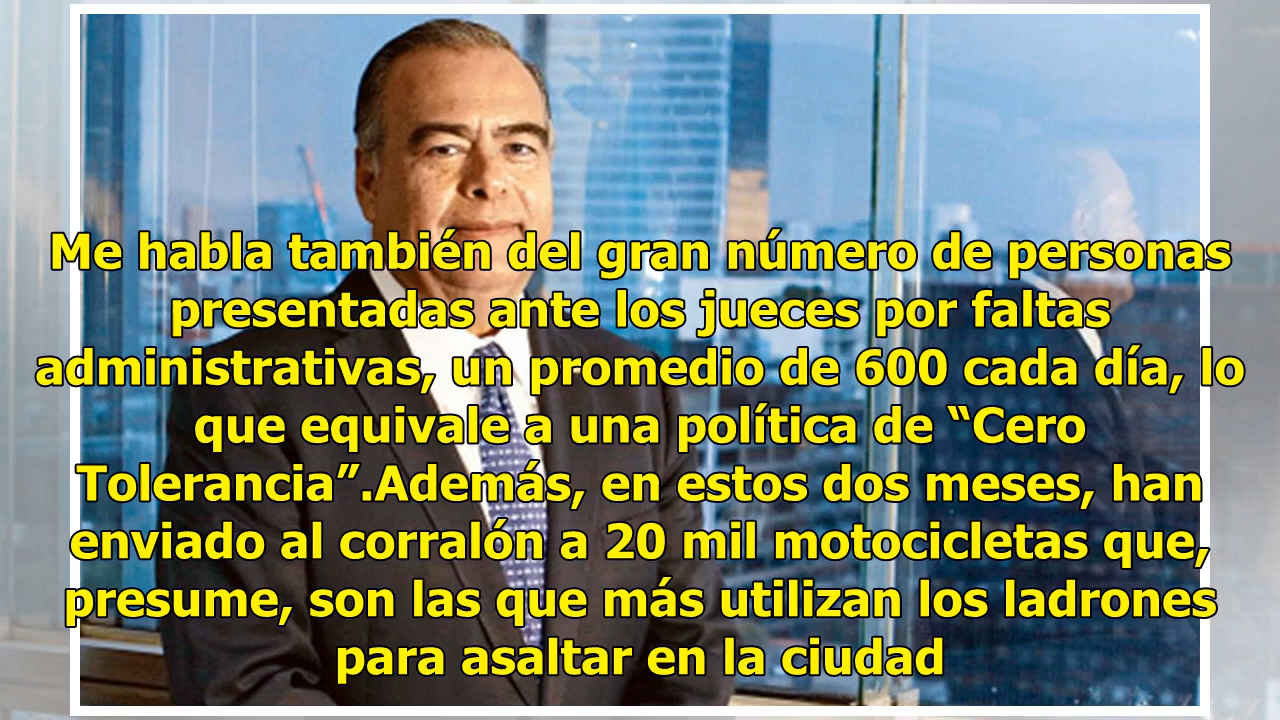 Me habla también del gran número de personas
presentadas ante los jueces por faltas
administrativas, un promedio de 600 cada día, lo
que equivale a una política de “Cero
Tolerancia”.Además, en estos dos meses, han
enviado al corralón a 20 mil motocicletas que,
presume, son las que más utilizan los ladrones
para asaltar en la ciudad